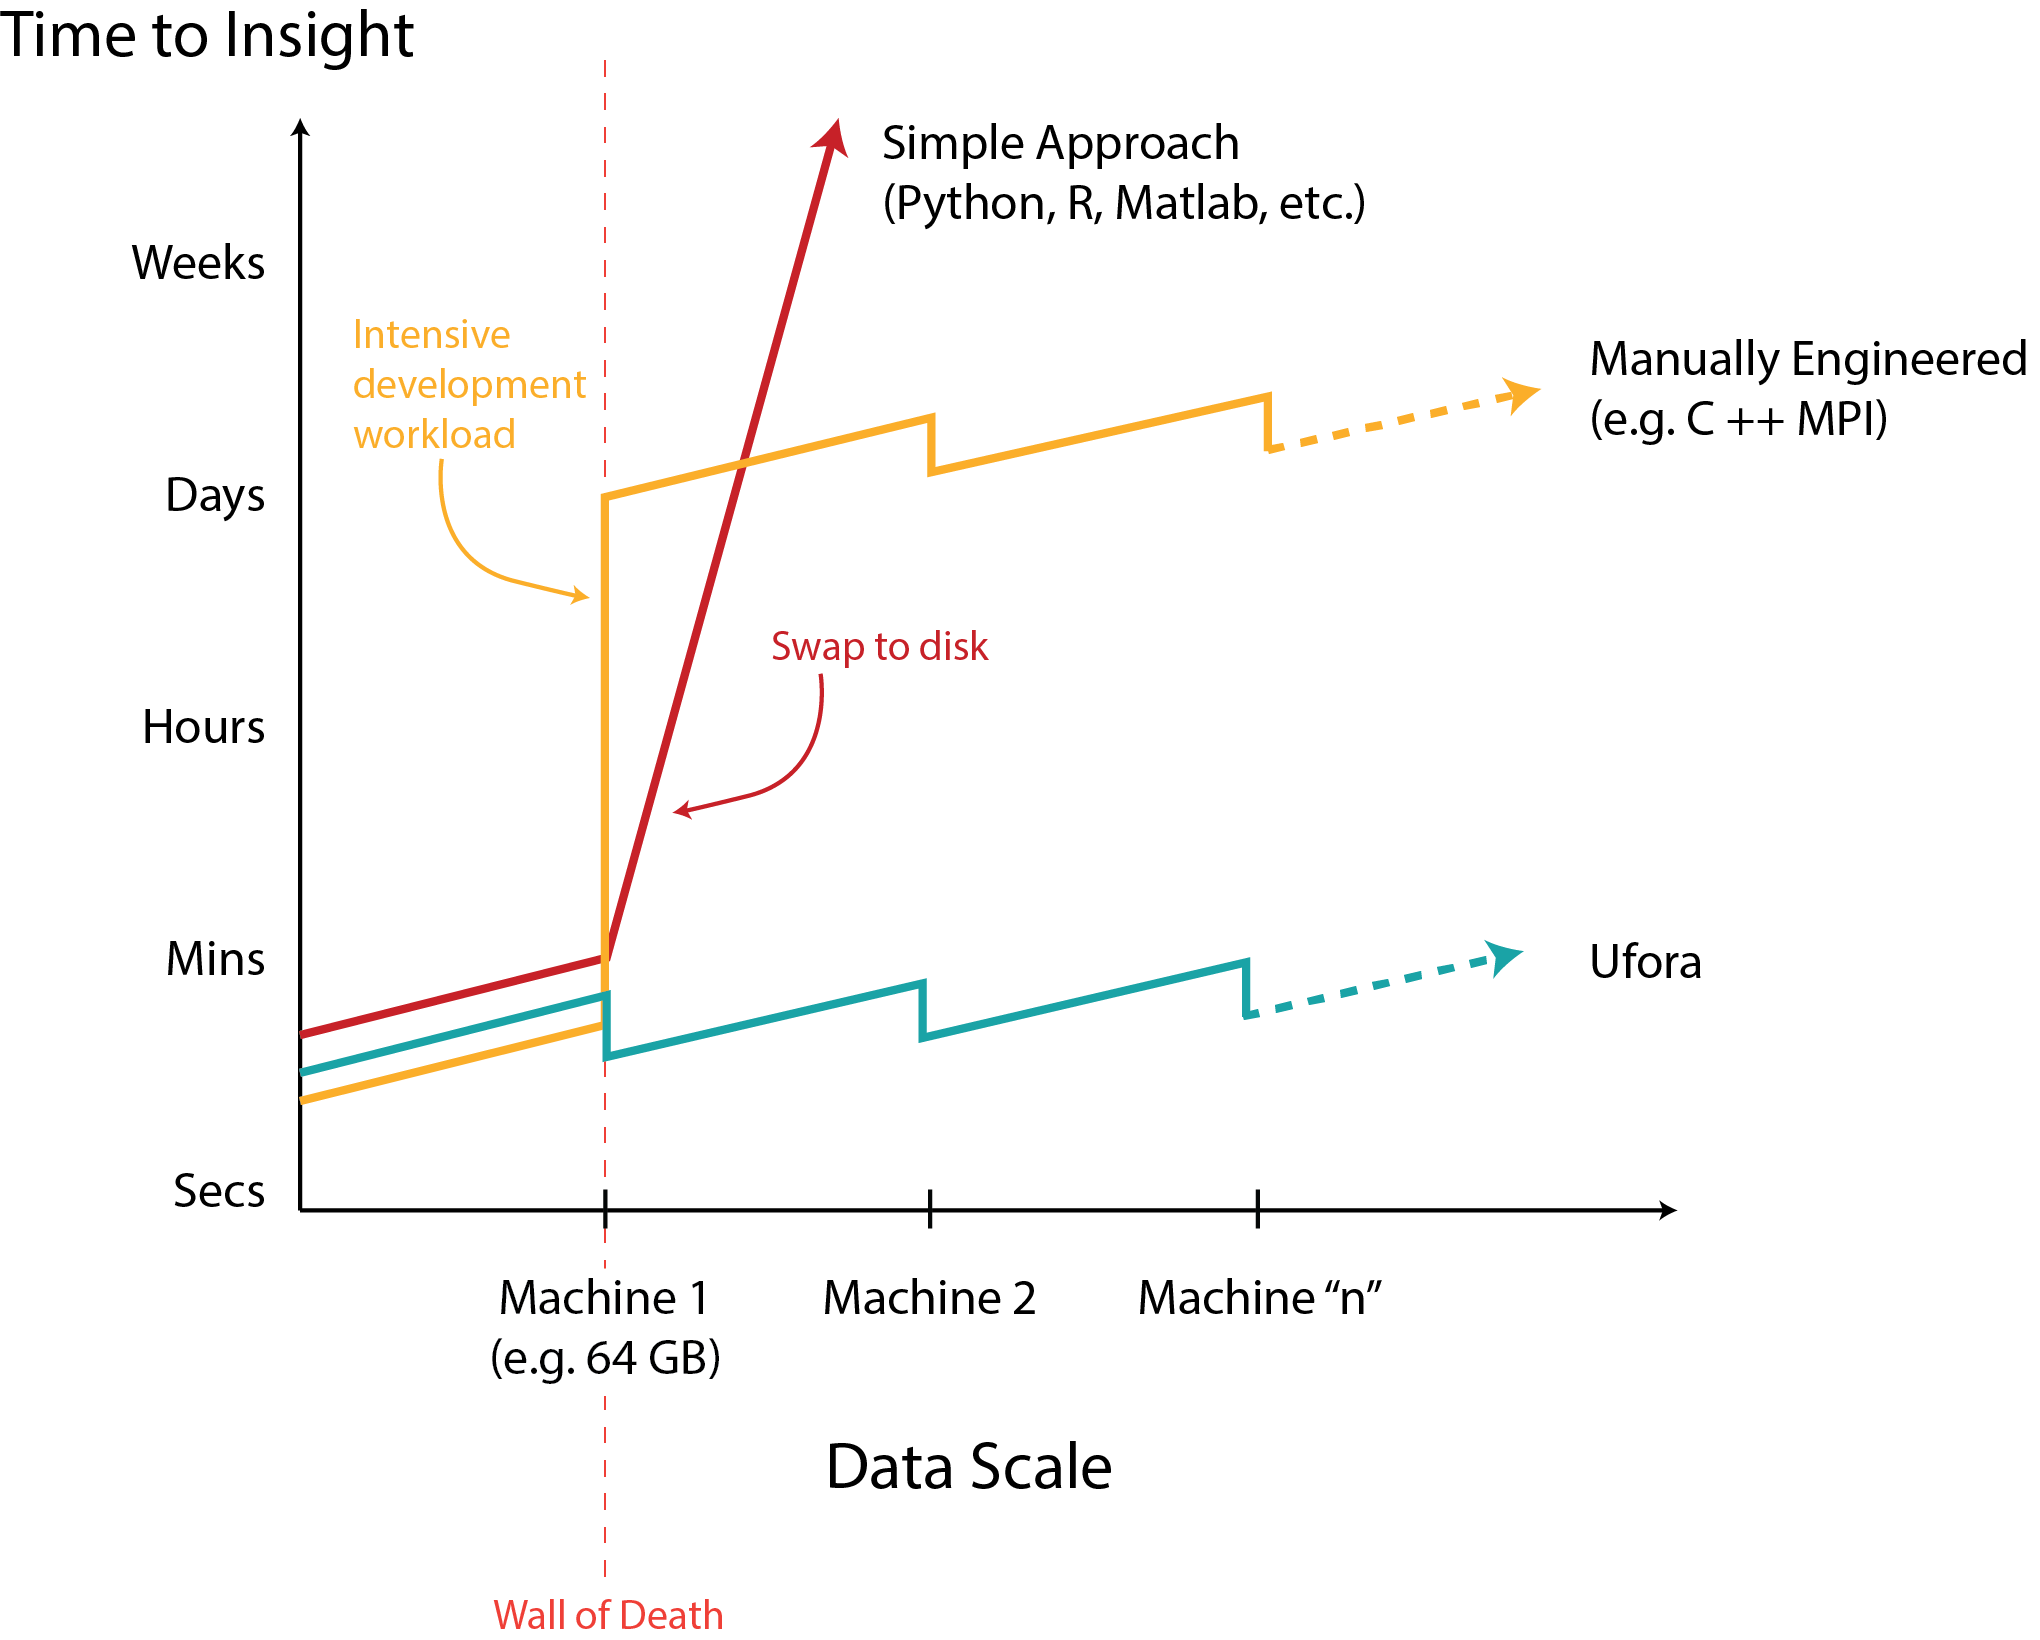 Time to Insight
Simple Approach
(Python, R, Matlab, etc.)
Weeks
Intensive
development
workload
Manually Engineered
(e.g. C ++ MPI)
Days
Swap to disk
Hours
Mins
Ufora
Secs
Machine 1
(e.g. 64 GB)
Machine 2
Machine “n”
Data Scale
Wall of Death